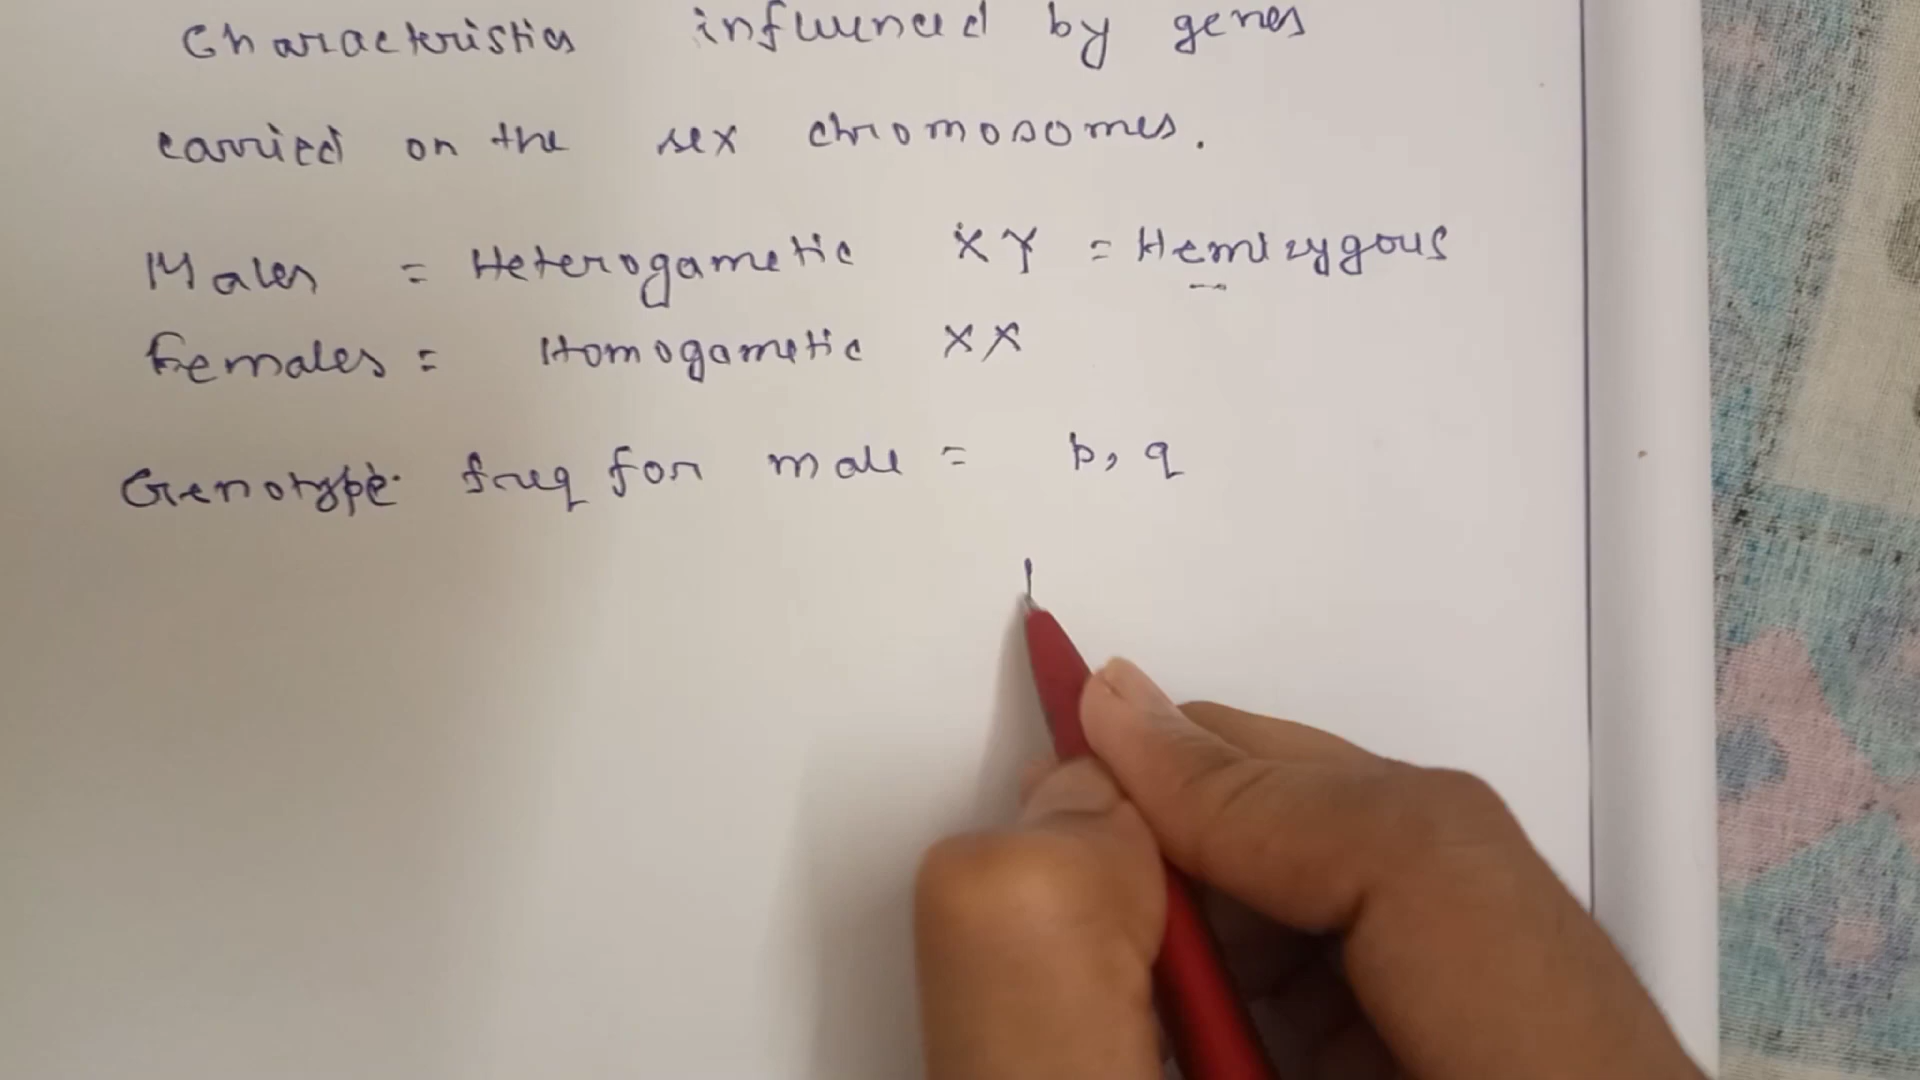 Characteristics influenced by genes
carried on the sex chromosomes.
Males = Heterogametic XY = Hemizygous
Females = Homogametic XX
Genotype freq for male = p, q